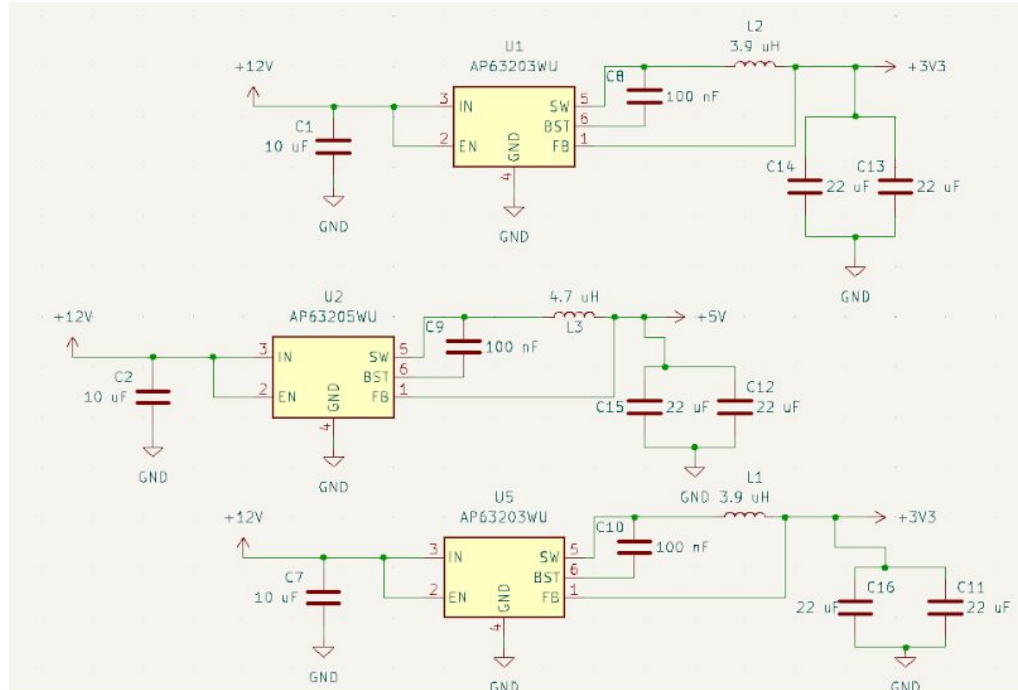 L2
3.9 uH
U1
AP63203WU
+12V
C8
100 nF
+3V3
3 IN
SW 5
BST 6
2 EN
FB 1
GND
4
C1
10 uF
GND
GND
C14
22 uF
C13
22 uF
GND
+12V
U2
AP63205WU
4.7 uH
L3
+5V
C9
100 nF
3 IN
SW 5
BST 6
2 EN
FB 1
GND
4
C2
10 uF
GND
GND
C15
22 uF
C12
22 uF
GND
L1
3.9 uH
+12V
U5
AP63203WU
C10
100 nF
+3V3
3 IN
SW 5
BST 6
2 EN
FB 1
GND
4
C7
10 uF
GND
GND
C16
22 uF
C11
22 uF
GND